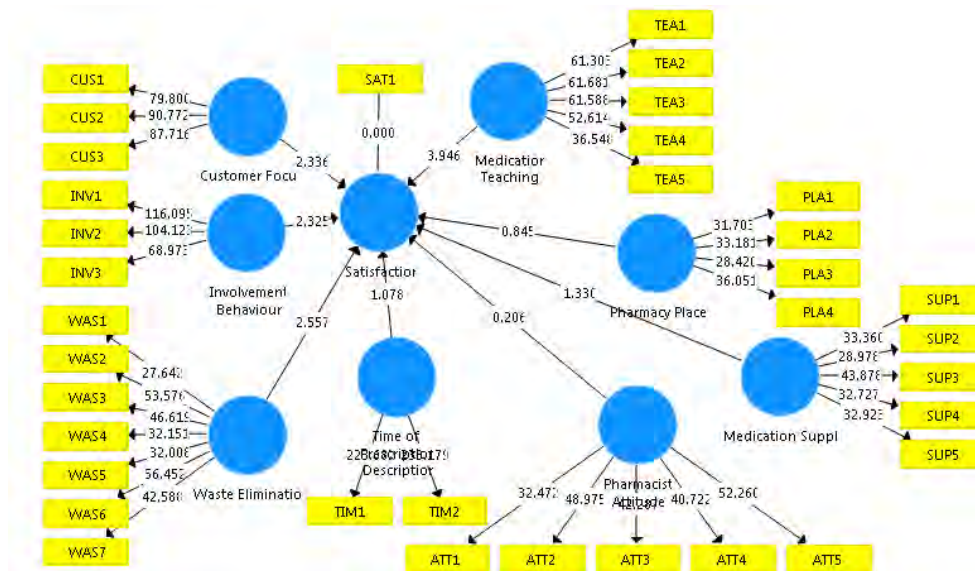 TEA1
CUS1
SAT1
61.303
TEA2
79.800
61.681
CUS2
90.772
61.588
TEA3
87.716
0.000
52.614
TEA4
CUS3
2.336
3.946
36.548
Customer Focu
Medication
Teaching
TEA5
INV1
116.095
PLA1
INV2
104.123
2.325
0.845
31.703
PLA2
68.973
33.181
INV3
Satisfaction
28.420
PLA3
Involvement
Behaviour
1.078
1.330
Pharmacy Place
36.051
PLA4
SUP1
WAS1
2.557
0.206
33.360
SUP2
WAS2
27.642
28.978
53.576
43.878
SUP3
WAS3
46.619
32.727
WAS4
32.151
32.923
SUP4
32.008
Time of
Medication Suppl
WAS5
56.452
Description
SUP5
42.580
Waste Eliminatio
Pharmacist
Attitude
WAS6
32.472
48.975
40.722
52.260
TIM1
TIM2
WAS7
ATT1
ATT2
ATT3
ATT4
ATT5